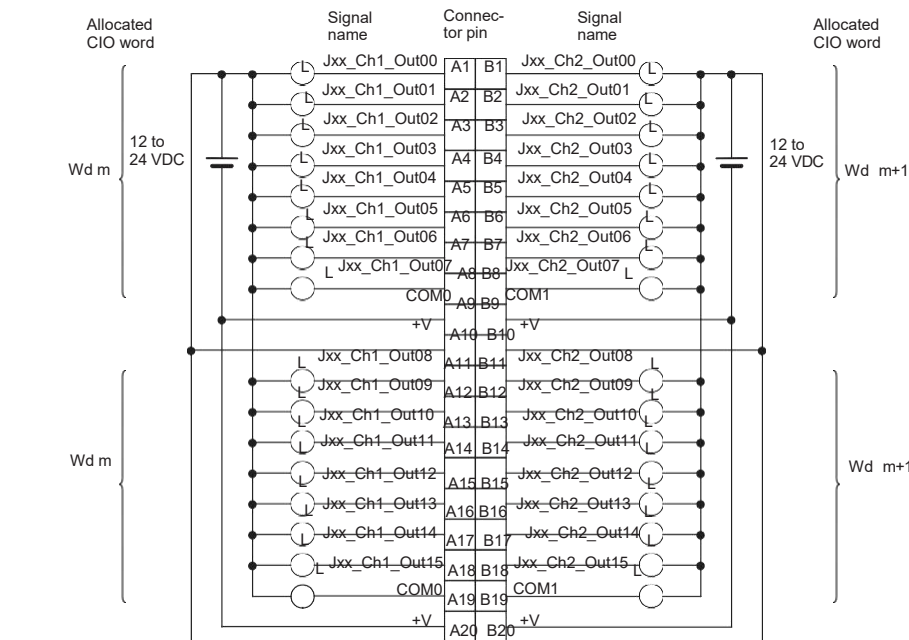 Allocated
CIO word
Signal
name
Connec-
tor pin
Signal
name
Allocated
CIO word
L Jxx_Ch1_Out00 A1 B1 Jxx_Ch2_Out00 L
L Jxx_Ch1_Out01 A2 B2 Jxx_Ch2_Out01 L
L Jxx_Ch1_Out02 A3 B3 Jxx_Ch2_Out02 L
12 to
24 VDC
12 to
24 VDC
L Jxx_Ch1_Out03 A4 B4 Jxx_Ch2_Out03 L
Wd m
Wd m+1
L Jxx_Ch1_Out04 A5 B5 Jxx_Ch2_Out04 L
L Jxx_Ch1_Out05 A6 B6 Jxx_Ch2_Out05 L
L Jxx_Ch1_Out06 A7 B7 Jxx_Ch2_Out06 L
L Jxx_Ch1_Out07 A8 B8 Jxx_Ch2_Out07 L
COM0 A9 B9 COM1
+V A10 B10 +V
L Jxx_Ch1_Out08 A11 B11 Jxx_Ch2_Out08 L
L Jxx_Ch1_Out09 A12 B12 Jxx_Ch2_Out09 L
L Jxx_Ch1_Out10 A13 B13 Jxx_Ch2_Out10 L
L Jxx_Ch1_Out11 A14 B14 Jxx_Ch2_Out11 L
Wd m
Wd m+1
L Jxx_Ch1_Out12 A15 B15 Jxx_Ch2_Out12 L
L Jxx_Ch1_Out13 A16 B16 Jxx_Ch2_Out13 L
L Jxx_Ch1_Out14 A17 B17 Jxx_Ch2_Out14 L
L Jxx_Ch1_Out15 A18 B18 Jxx_Ch2_Out15 L
COM0 A19 B19 COM1
+V A20 B20 +V